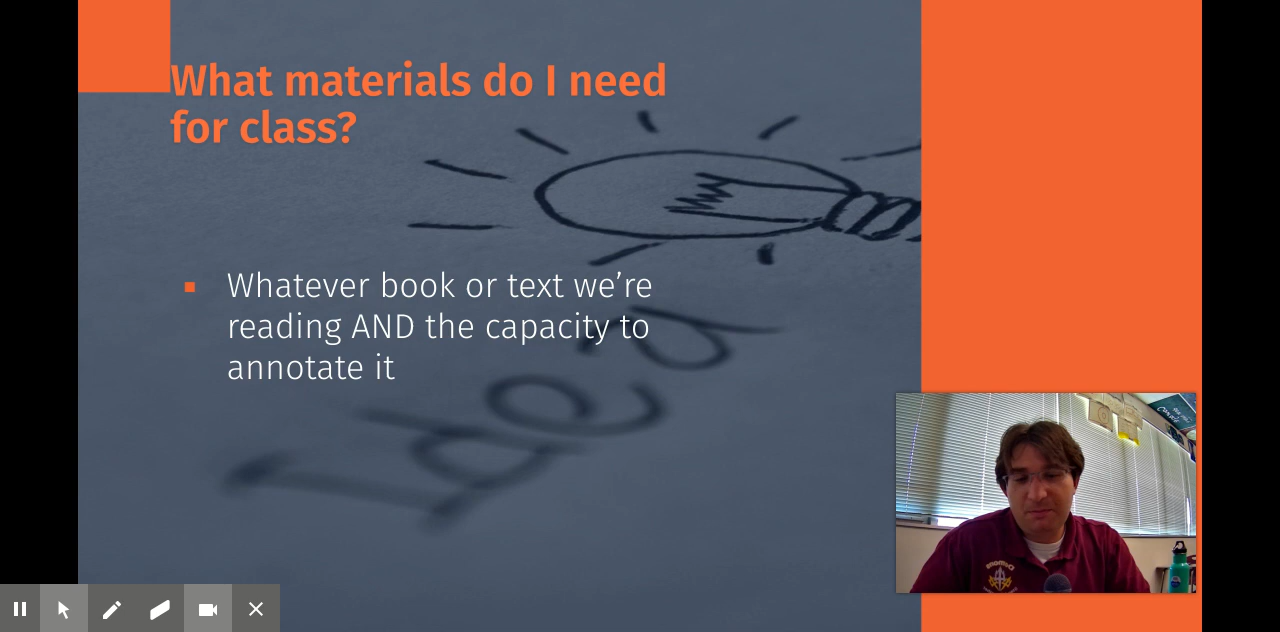 What materials do I need
for class?
Whatever book or text we’re
reading AND the capacity to
annotate it
Idea